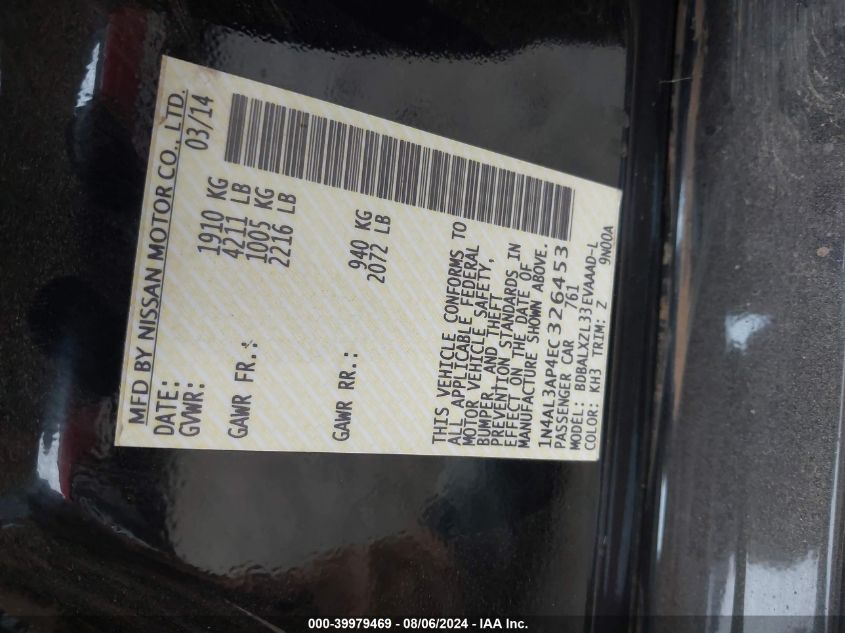 MFD BY NISSAN MOTOR CO., LTD.
DATE: 03/14
GVWR: 1910 KG
4211 LB
GAWR FR.: 1005 KG
2216 LB
GAWR RR.: 940 KG
2072 LB
THIS VEHICLE CONFORMS TO
ALL APPLICABLE FEDERAL
MOTOR VEHICLE SAFETY,
BUMPER, AND THEFT
PREVENTION STANDARDS IN
EFFECT ON THE DATE OF
MANUFACTURE SHOWN ABOVE.
1N4AL3AP4EC326453
PASSENGER CAR 761
MODEL: BDBALXZL33EVAAAD-L
COLOR: KH3 TRIM: Z 9N00A
000-39979469 - 08/06/2024 - IAA Inc.